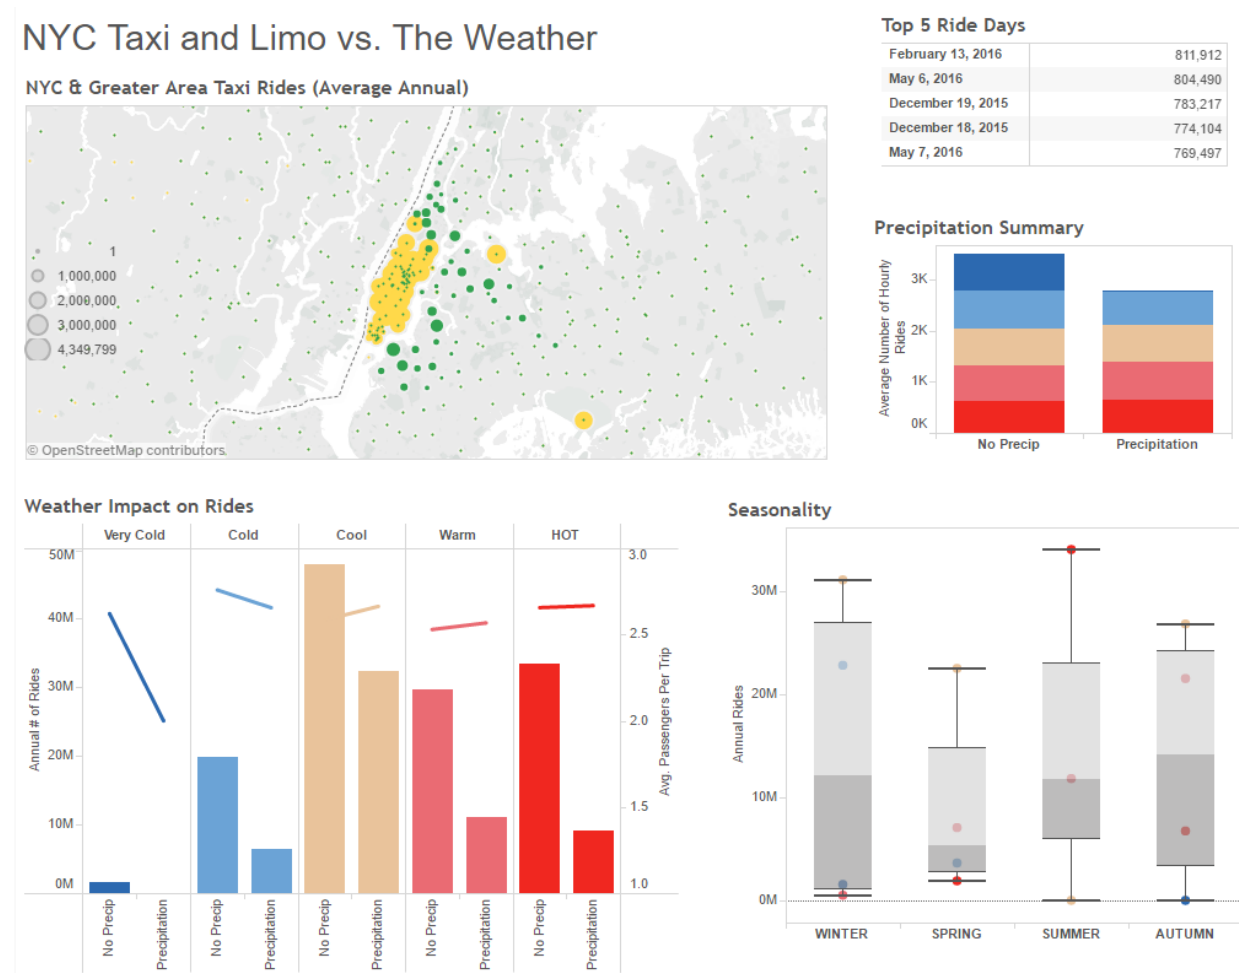 NYC Taxi and Limo vs. The Weather
NYC & Greater Area Taxi Rides (Average Annual)
1
1,000,000
2,000,000
3,000,000
4,349,799
© OpenStreetMap contributors
Top 5 Ride Days
February 13, 2016 811,912
May 6, 2016 804,490
December 19, 2015 783,217
December 18, 2015 774,104
May 7, 2016 769,497
Precipitation Summary
Average Number of Hourly
Rides
3K
2K
1K
0K
No Precip Precipitation
Weather Impact on Rides
Very Cold Cold Cool Warm HOT
Annual # of Rides
50M
40M
30M
20M
10M
0M
3.0
2.5
2.0
1.5
1.0
Avg. Passengers Per Trip
No Precip Precipitation No Precip Precipitation No Precip Precipitation No Precip Precipitation No Precip Precipitation
Seasonality
Annual Rides
30M
20M
10M
0M
WINTER SPRING SUMMER AUTUMN